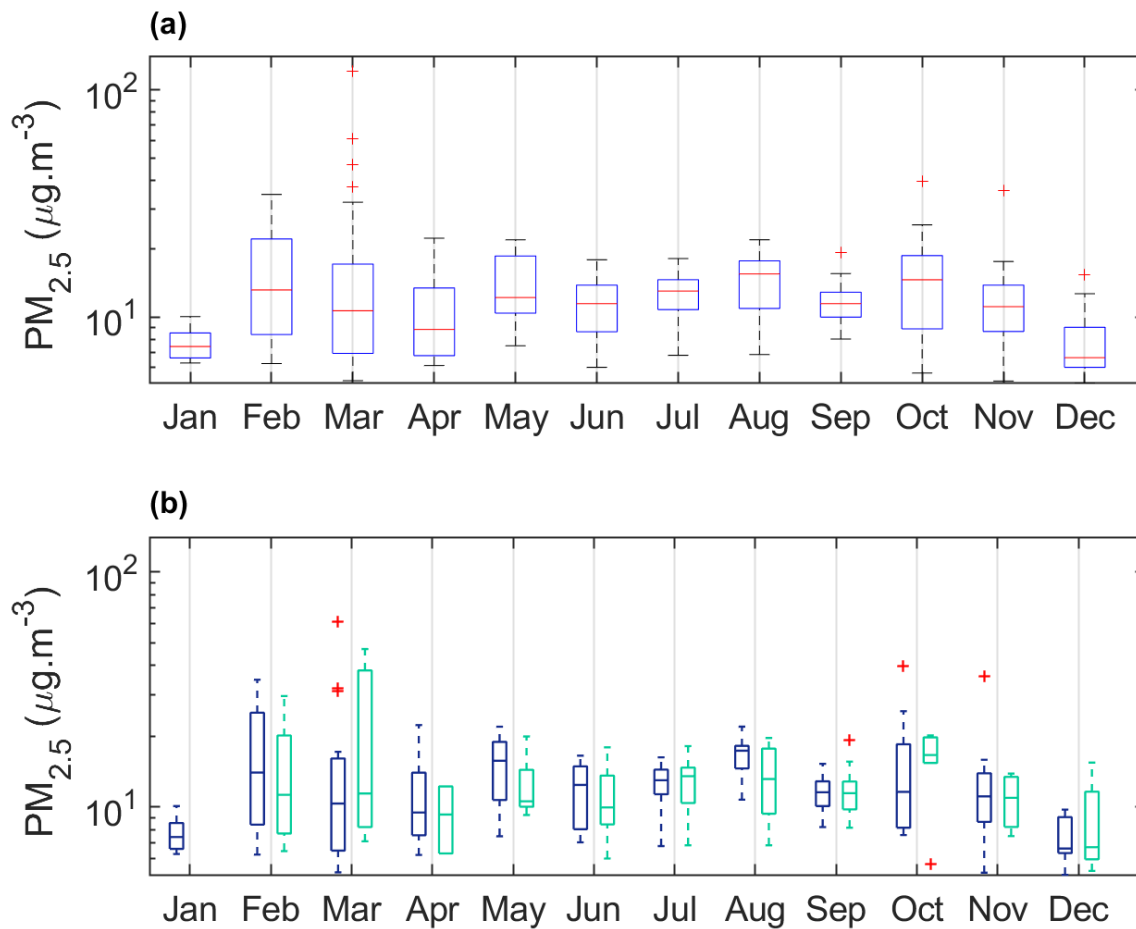 (a)
PM2.5 (μg.m-3)
10^2
10^1
Jan Feb Mar Apr May Jun Jul Aug Sep Oct Nov Dec
(b)
PM2.5 (μg.m-3)
10^2
10^1
Jan Feb Mar Apr May Jun Jul Aug Sep Oct Nov Dec